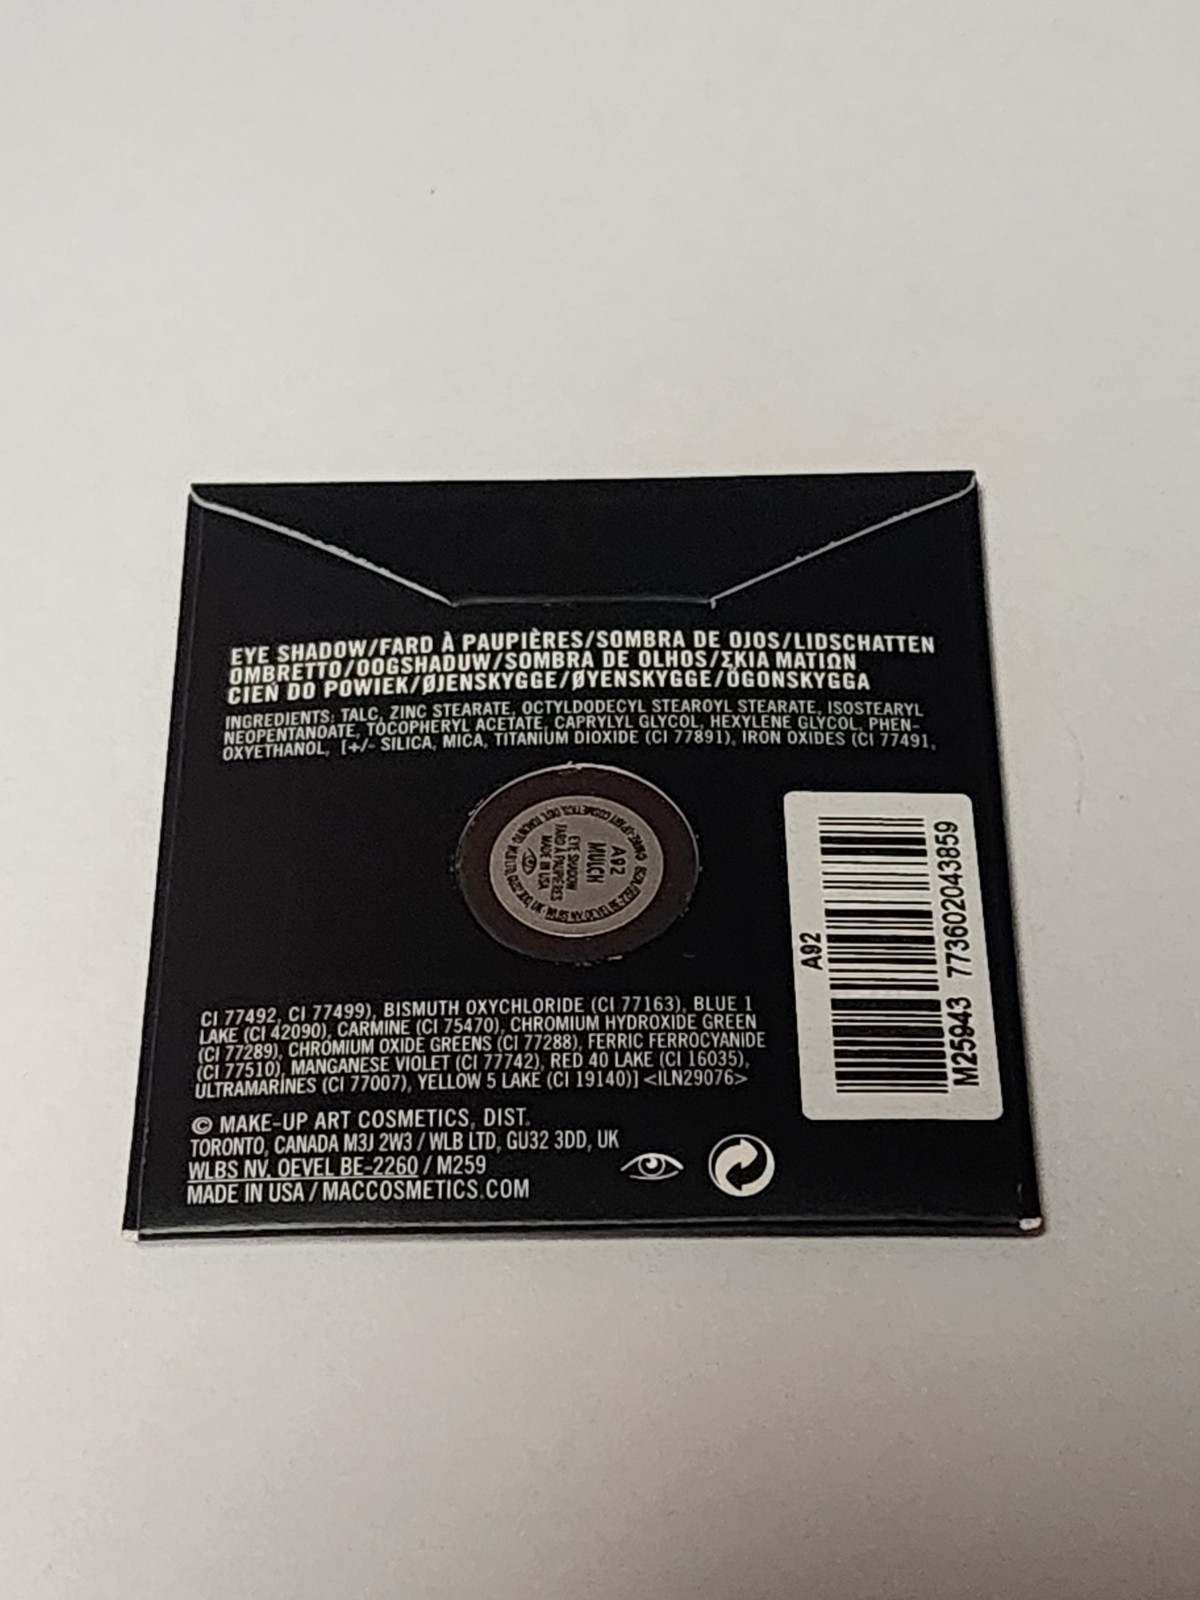 EYE SHADOW/FARD À PAUPIÈRES/SOMBRA DE OJOS/LIDSCHATTEN
OMBRETTO/OOGSHADUW/SOMBRA DE OLHOS/ΣKIA MATIΩN
CIEŃ DO POWIEK/ØJENSKYGGE/ØYENSKYGGE/ÖGONSKYGGA
INGREDIENTS: TALC, ZINC STEARATE, OCTYLDODECYL STEAROYL STEARATE, ISOSTEARYL
NEOPENTANOATE, TOCOPHERYL ACETATE, CAPRYLYL GLYCOL, HEXYLENE GLYCOL, PHEN-
OXYETHANOL, [+/- SILICA, MICA, TITANIUM DIOXIDE (CI 77891), IRON OXIDES (CI 77491,
A92
MULCH
EYE SHADOW
FARD À PAUPIÈRES
MADE IN USA
A92
M25943 773602043859
CI 77492, CI 77499), BISMUTH OXYCHLORIDE (CI 77163), BLUE 1
LAKE (CI 42090), CARMINE (CI 75470), CHROMIUM HYDROXIDE GREEN
(CI 77289), CHROMIUM OXIDE GREENS (CI 77288), FERRIC FERROCYANIDE
(CI 77510), MANGANESE VIOLET (CI 77742), RED 40 LAKE (CI 16035),
ULTRAMARINES (CI 77007), YELLOW 5 LAKE (CI 19140)] <ILN29076>
© MAKE-UP ART COSMETICS, DIST.
TORONTO, CANADA M3J 2W3 / WLB LTD, GU32 3DD, UK
WLBS NV. OEVEL BE-2260 / M259
MADE IN USA / MACCOSMETICS.COM